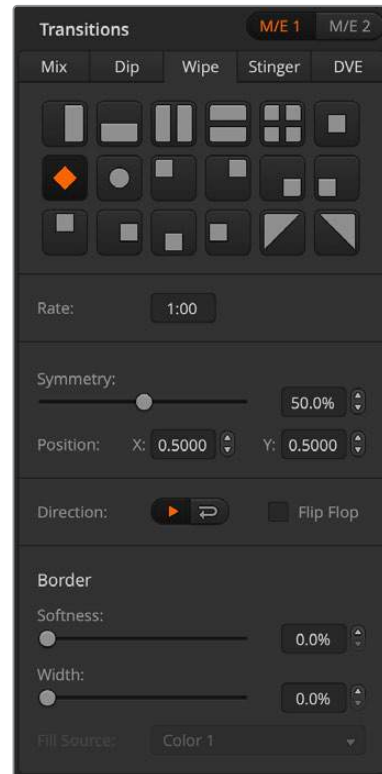 Transitions M/E 1 M/E 2
Mix Dip Wipe Stinger DVE
Rate: 1:00
Symmetry:
50.0%
Position: X: 0.5000 Y: 0.5000
Direction: Flip Flop
Border
Softness:
0.0%
Width:
0.0%
Fill Source: Color 1